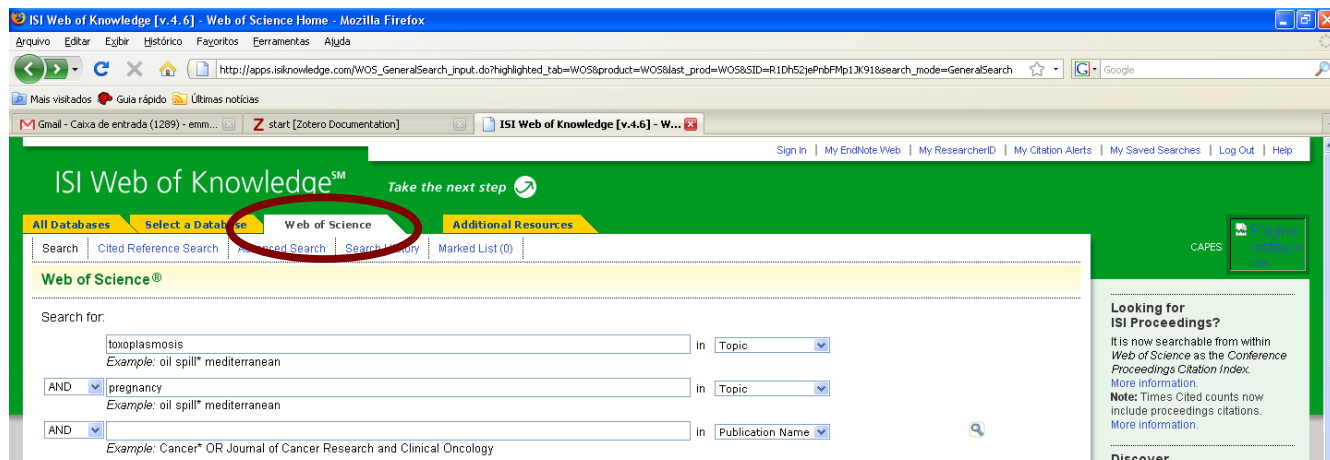 ISI Web of Knowledge [v.4.6] - Web of Science Home - Mozilla Firefox
Arquivo Editar Exibir Histórico Favoritos Ferramentas Ajuda
http://apps.isiknowledge.com/WOS_GeneralSearch_input.do?highlighted_tab=WOS&product=WOS&last_prod=WOS&SID=R1Dh52jePnbFMp1JK91&search_mode=GeneralSearch G Google
Mais visitados Guia rápido Últimas notícias
Gmail - Caixa de entrada (1289) - emm... Z start [Zotero Documentation] ISI Web of Knowledge [v.4.6] - W...
Sign In | My EndNote Web | My ResearcherID | My Citation Alerts | My Saved Searches | Log Out | Help
ISI Web of Knowledge℠ Take the next step
All Databases Select a Database Web of Science Additional Resources
Search Cited Reference Search Advanced Search Search History Marked List (0)
CAPES
Web of Science®
Search for:
toxoplasmosis in Topic
Example: oil spill* mediterranean
AND pregnancy in Topic
Example: oil spill* mediterranean
AND in Publication Name
Example: Cancer* OR Journal of Cancer Research and Clinical Oncology
Looking for
ISI Proceedings?
It is now searchable from within
Web of Science as the Conference
Proceedings Citation Index.
More information.
Note: Times Cited counts now
include proceedings citations.
More information.
Discover